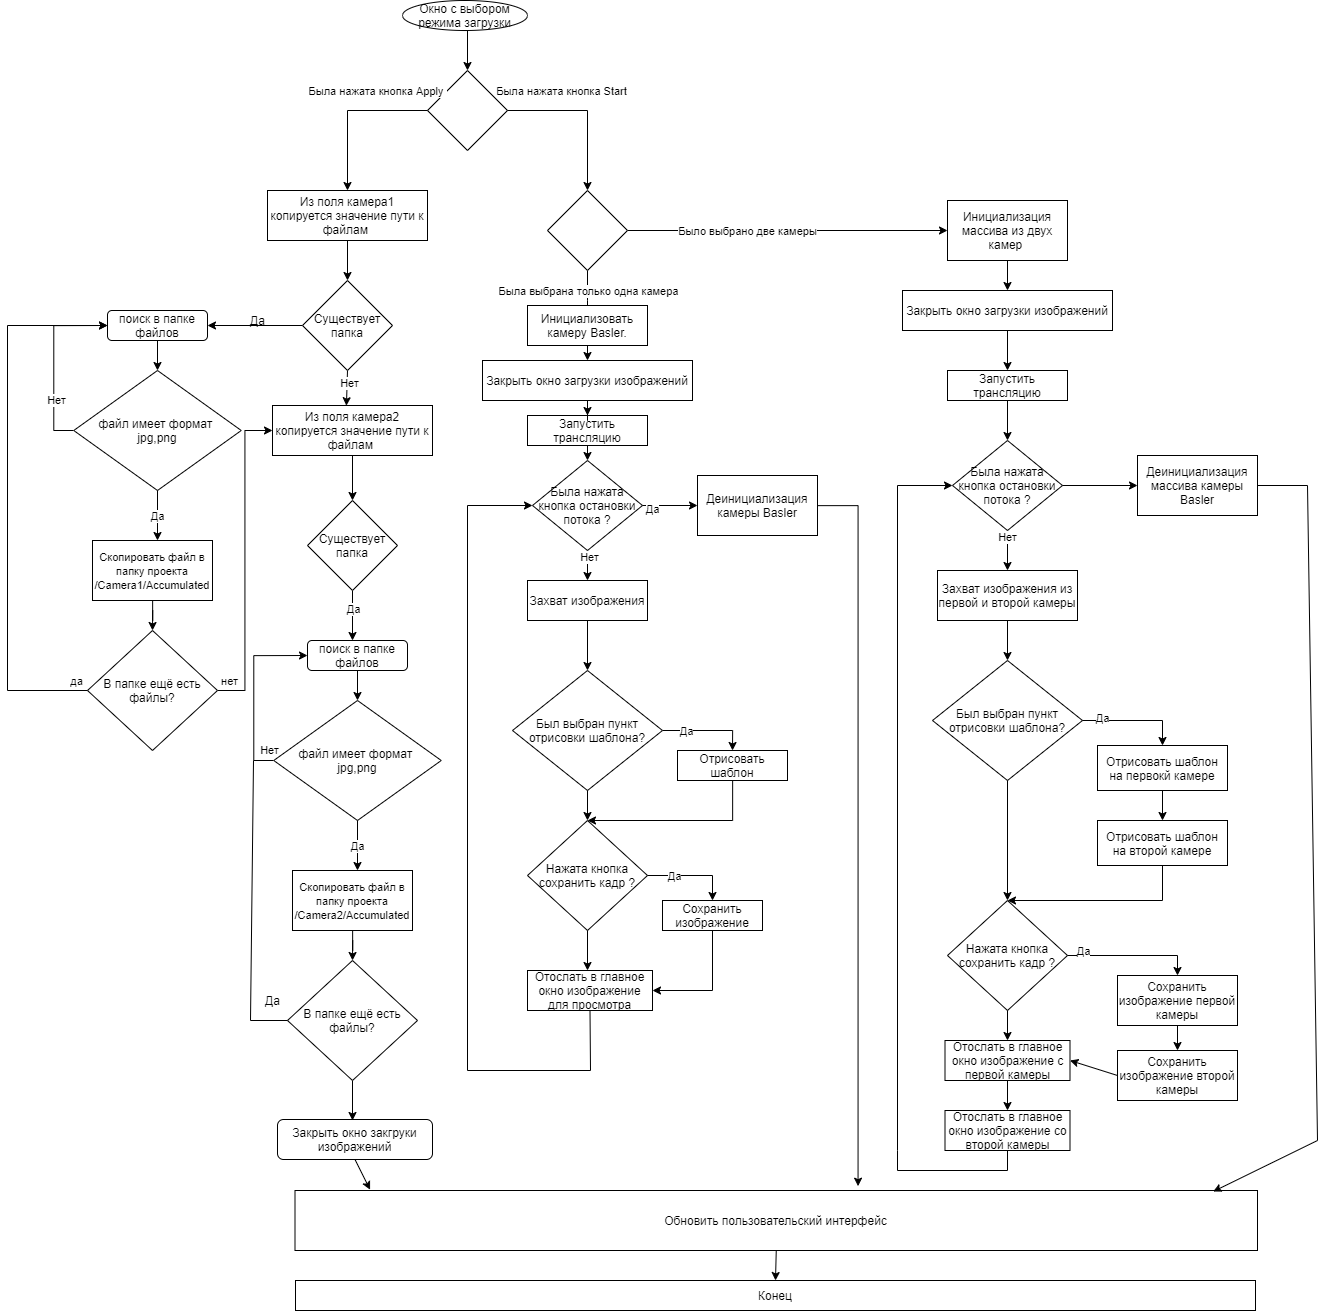 Окно с выбором
режима загрузки
Была нажата кнопка Apply
Была нажата кнопка Start
Из поля камера1
копируется значение пути к
файлам
Существует
папка
Да
поиск в папке
файлов
Нет
файл имеет формат
jpg,png
Да
Скопировать файл в
папку проекта
/Camera1/Accumulated
В папке ещё есть
файлы?
да
нет
Нет
Из поля камера2
копируется значение пути к
файлам
Существует
папка
Да
поиск в папке
файлов
Нет
файл имеет формат
jpg,png
Да
Скопировать файл в
папку проекта
/Camera2/Accumulated
Да
В папке ещё есть
файлы?
Закрыть окно закгруки
изображений
Была выбрана только одна камера
Инициализовать
камеру Basler.
Закрыть окно загрузки изображений
Запустить
трансляцию
Была нажата
кнопка остановки
потока ?
Да
Деинициализация
камеры Basler
Нет
Захват изображения
Был выбран пункт
отрисовки шаблона?
Да
Отрисовать
шаблон
Нажата кнопка
сохранить кадр ?
Да
Сохранить
изображение
Отослать в главное
окно изображение
для просмотра
Было выбрано две камеры
Инициализация
массива из двух
камер
Закрыть окно загрузки изображений
Запустить
трансляцию
Была нажата
кнопка остановки
потока ?
Деинициализация
массива камеры
Basler
Нет
Захват изображения из
первой и второй камеры
Был выбран пункт
отрисовки шаблона?
Да
Отрисовать шаблон
на первокй камере
Отрисовать шаблон
на второй камере
Нажата кнопка
сохранить кадр ?
Да
Сохранить
изображение первой
камеры
Сохранить
изображение второй
камеры
Отослать в главное
окно изображение с
первой камеры
Отослать в главное
окно изображение со
второй камеры
Обновить пользовательский интерфейс
Конец